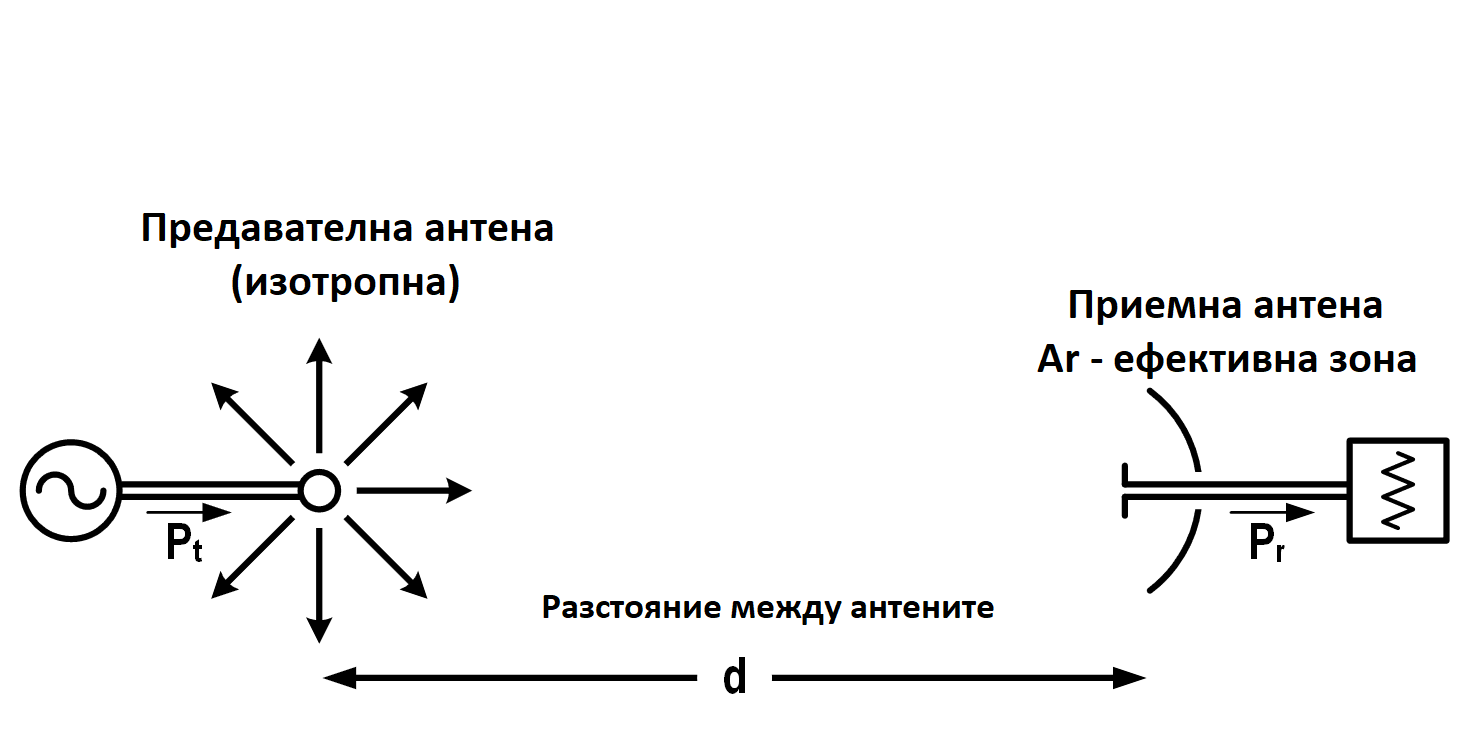 Предавателна антена
(изотропна)
Приемна антена
Ar - ефективна зона
Pt
Pr
Разстояние между антените
d